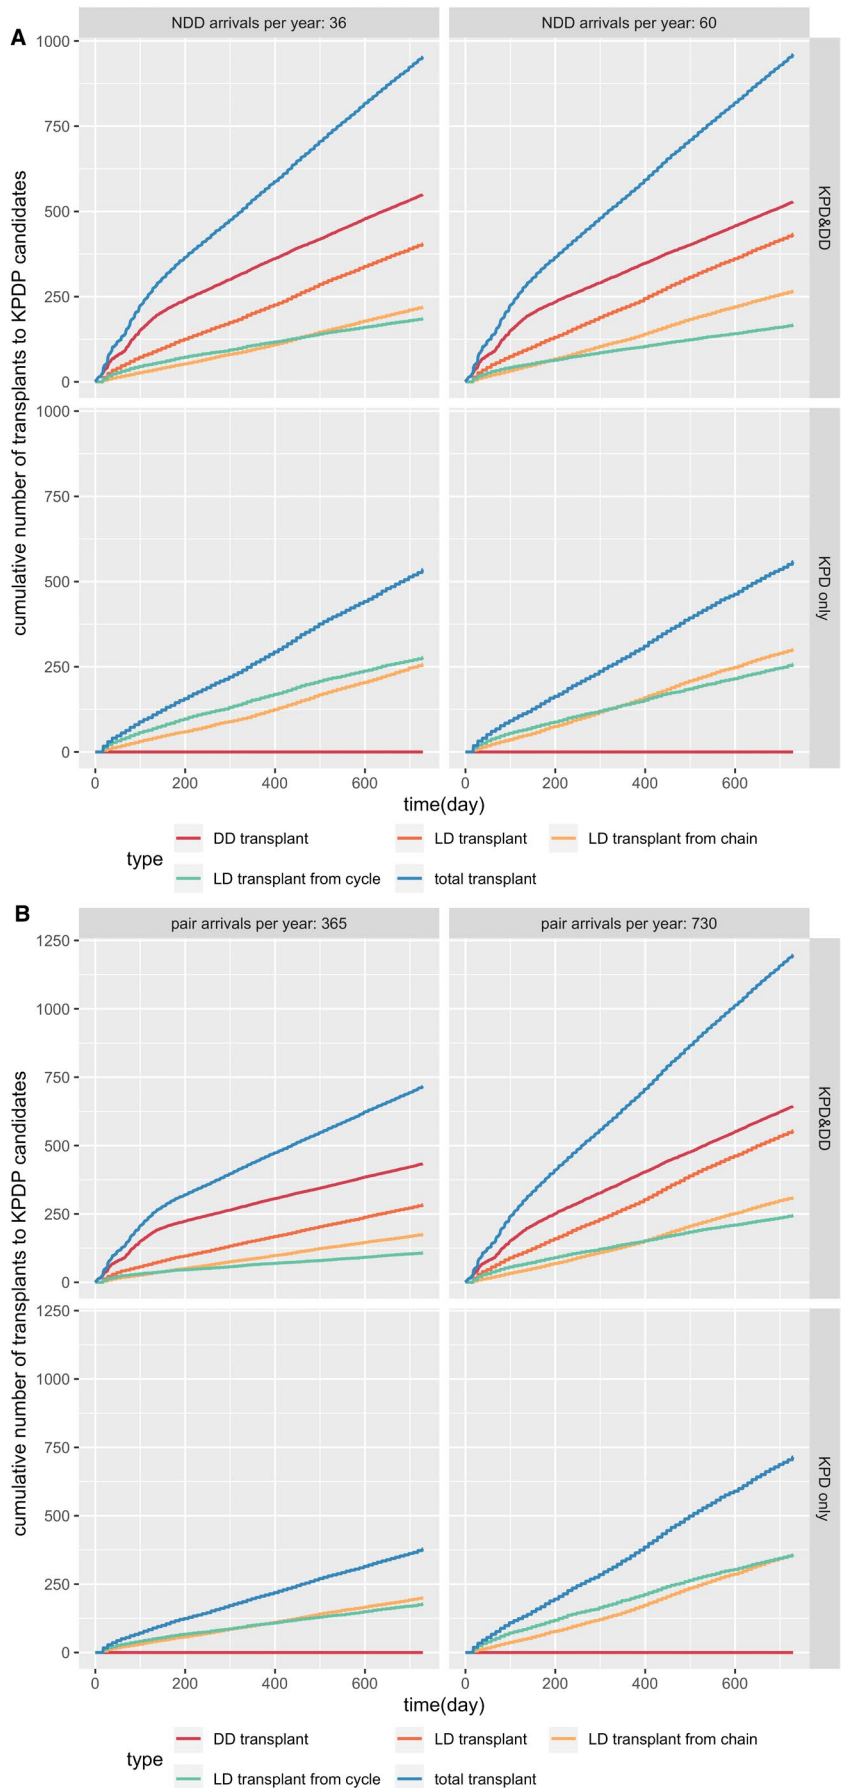 A
NDD arrivals per year: 36
NDD arrivals per year: 60
cumulative number of transplants to KPDP candidates
1000
750
500
250
0
KPD&DD
1000
750
500
250
0
KPD only
0 200 400 600
0 200 400 600
time(day)
type
DD transplant
LD transplant
LD transplant from chain
LD transplant from cycle
total transplant
B
pair arrivals per year: 365
pair arrivals per year: 730
cumulative number of transplants to KPDP candidates
1250
1000
750
500
250
0
KPD&DD
1250
1000
750
500
250
0
KPD only
0 200 400 600
0 200 400 600
time(day)
type
DD transplant
LD transplant
LD transplant from chain
LD transplant from cycle
total transplant